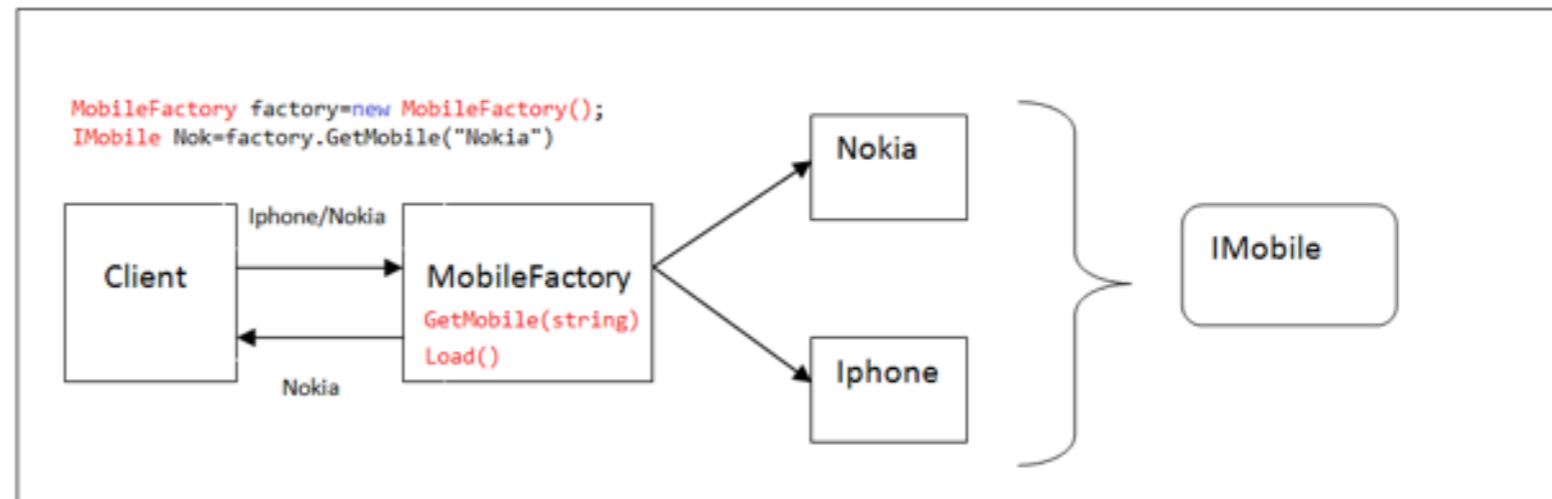 MobileFactory factory=new MobileFactory();
IMobile Nok=factory.GetMobile("Nokia")
Nokia
Iphone/Nokia
IMobile
Client
MobileFactory
GetMobile(string)
Load()
Iphone
Nokia